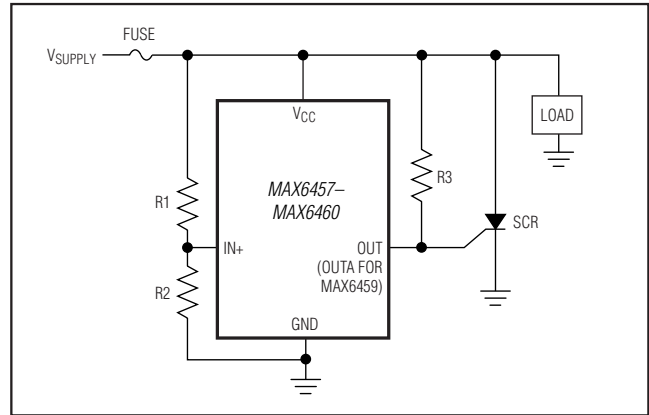 FUSE
VSUPPLY
VCC
LOAD
R1
MAX6457–
MAX6460
R3
SCR
IN+
OUT
(OUTA FOR
MAX6459)
R2
GND